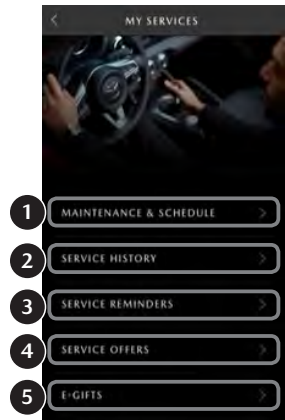 MY SERVICES
1 MAINTENANCE & SCHEDULE
2 SERVICE HISTORY
3 SERVICE REMINDERS
4 SERVICE OFFERS
5 E-GIFTS